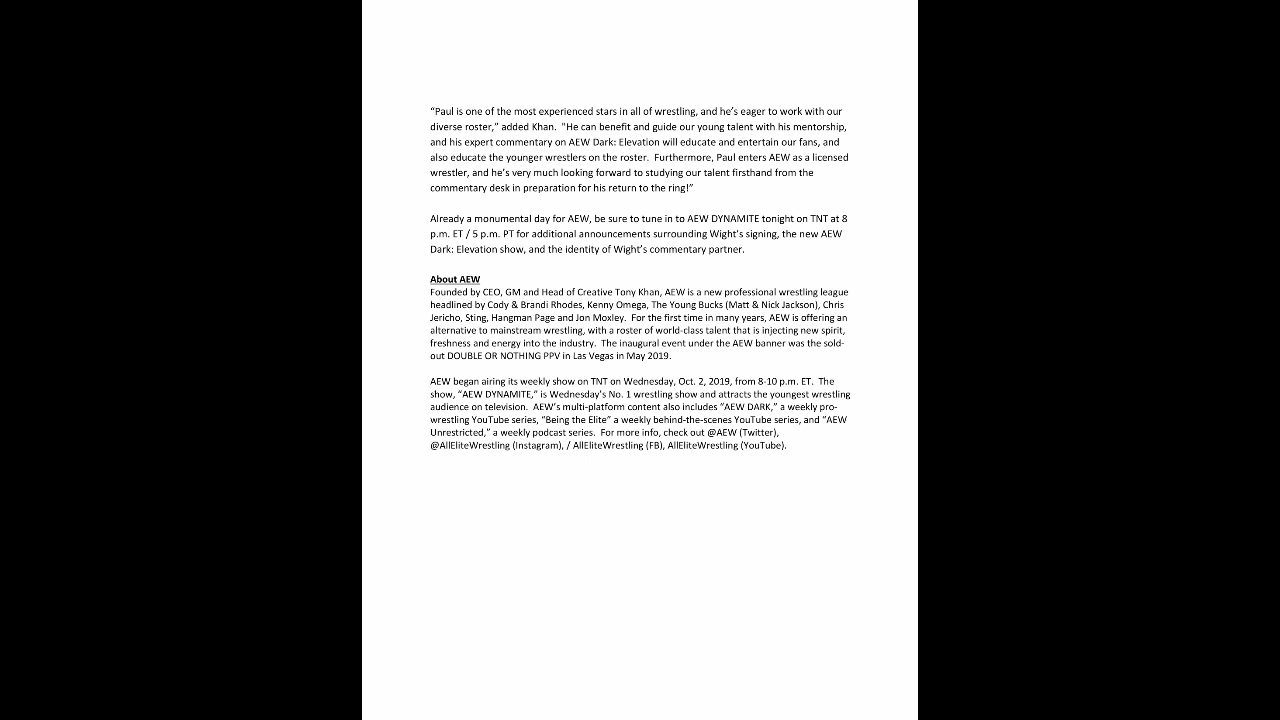 “Paul is one of the most experienced stars in all of wrestling, and he’s eager to work with our
diverse roster,” added Khan.  "He can benefit and guide our young talent with his mentorship,
and his expert commentary on AEW Dark: Elevation will educate and entertain our fans, and
also educate the younger wrestlers on the roster.  Furthermore, Paul enters AEW as a licensed
wrestler, and he’s very much looking forward to studying our talent firsthand from the
commentary desk in preparation for his return to the ring!”
Already a monumental day for AEW, be sure to tune in to AEW DYNAMITE tonight on TNT at 8
p.m. ET / 5 p.m. PT for additional announcements surrounding Wight’s signing, the new AEW
Dark: Elevation show, and the identity of Wight’s commentary partner.
About AEW
Founded by CEO, GM and Head of Creative Tony Khan, AEW is a new professional wrestling league
headlined by Cody & Brandi Rhodes, Kenny Omega, The Young Bucks (Matt & Nick Jackson), Chris
Jericho, Sting, Hangman Page and Jon Moxley.  For the first time in many years, AEW is offering an
alternative to mainstream wrestling, with a roster of world-class talent that is injecting new spirit,
freshness and energy into the industry.  The inaugural event under the AEW banner was the sold-
out DOUBLE OR NOTHING PPV in Las Vegas in May 2019.
AEW began airing its weekly show on TNT on Wednesday, Oct. 2, 2019, from 8-10 p.m. ET.  The
show, “AEW DYNAMITE,” is Wednesday’s No. 1 wrestling show and attracts the youngest wrestling
audience on television.  AEW’s multi-platform content also includes “AEW DARK,” a weekly pro-
wrestling YouTube series, “Being the Elite” a weekly behind-the-scenes YouTube series, and “AEW
Unrestricted,” a weekly podcast series.  For more info, check out @AEW (Twitter),
@AllEliteWrestling (Instagram), / AllEliteWrestling (FB), AllEliteWrestling (YouTube).